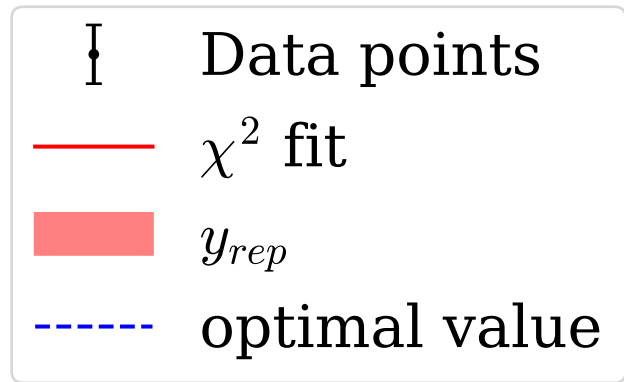 Data points
χ² fit
y_rep
optimal value